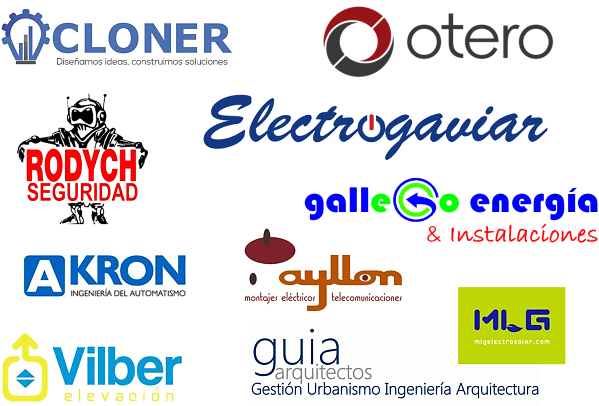 CLONER
Diseñamos ideas, construimos soluciones
otero
Electrogaviar
RODYCH
SEGURIDAD
gallego energía
& Instalaciones
AKRON
INGENIERÍA DEL AUTOMATISMO
ayllon
montajes eléctricos y telecomunicaciones
MLG
mlgelectrosolar.com
Vilber
elevación
guia
arquitectos
Gestión Urbanismo Ingeniería Arquitectura